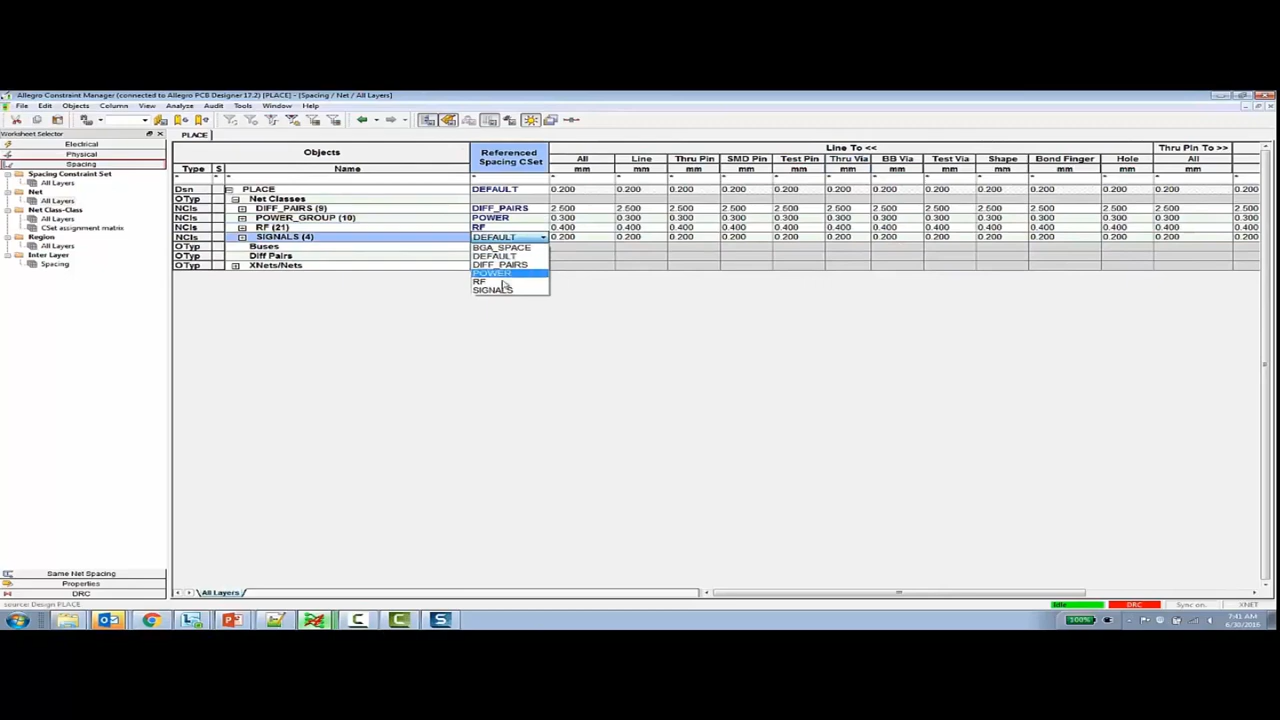 Allegro Constraint Manager (connected to Allegro PCB Designer 17.2) [PLACE] - [Spacing / Net / All Layers]
File Edit Objects Column View Analyze Audit Tools Window Help
Worksheet Selector
PLACE
Electrical
Physical
Spacing
Spacing Constraint Set
All Layers
Net
All Layers
Net Class-Class
All Layers
CSet assignment matrix
Region
All Layers
Inter Layer
Spacing
Objects Referenced Spacing CSet Line To << Thru Pin To >>
All Line Thru Pin SMD Pin Test Pin Thru Via BB Via Test Via Shape Bond Finger Hole All
Type S Name mm mm mm mm mm mm mm mm mm mm mm mm
* * * * * * * * * * * * * * *
Dsn PLACE DEFAULT 0.200 0.200 0.200 0.200 0.200 0.200 0.200 0.200 0.200 0.200 0.200 0.200 0.200
OTyp Net Classes
NCls DIFF_PAIRS (9) DIFF_PAIRS 2.500 2.500 2.500 2.500 2.500 2.500 2.500 2.500 2.500 2.500 2.500 2.500 2.500
NCls POWER_GROUP (10) POWER 0.300 0.300 0.300 0.300 0.300 0.300 0.300 0.300 0.300 0.300 0.300 0.300 0.300
NCls RF (21) RF 0.400 0.400 0.400 0.400 0.400 0.400 0.400 0.400 0.400 0.400 0.400 0.400 0.400
NCls SIGNALS (4) DEFAULT 0.200 0.200 0.200 0.200 0.200 0.200 0.200 0.200 0.200 0.200 0.200 0.200 0.200
OTyp Buses
OTyp Diff Pairs
OTyp XNets/Nets
BGA_SPACE
DEFAULT
DIFF_PAIRS
POWER
RF
SIGNALS
Same Net Spacing
Properties
DRC
All Layers
source: Design PLACE
Idle DRC Sync on. XNET
100%
7:41 AM